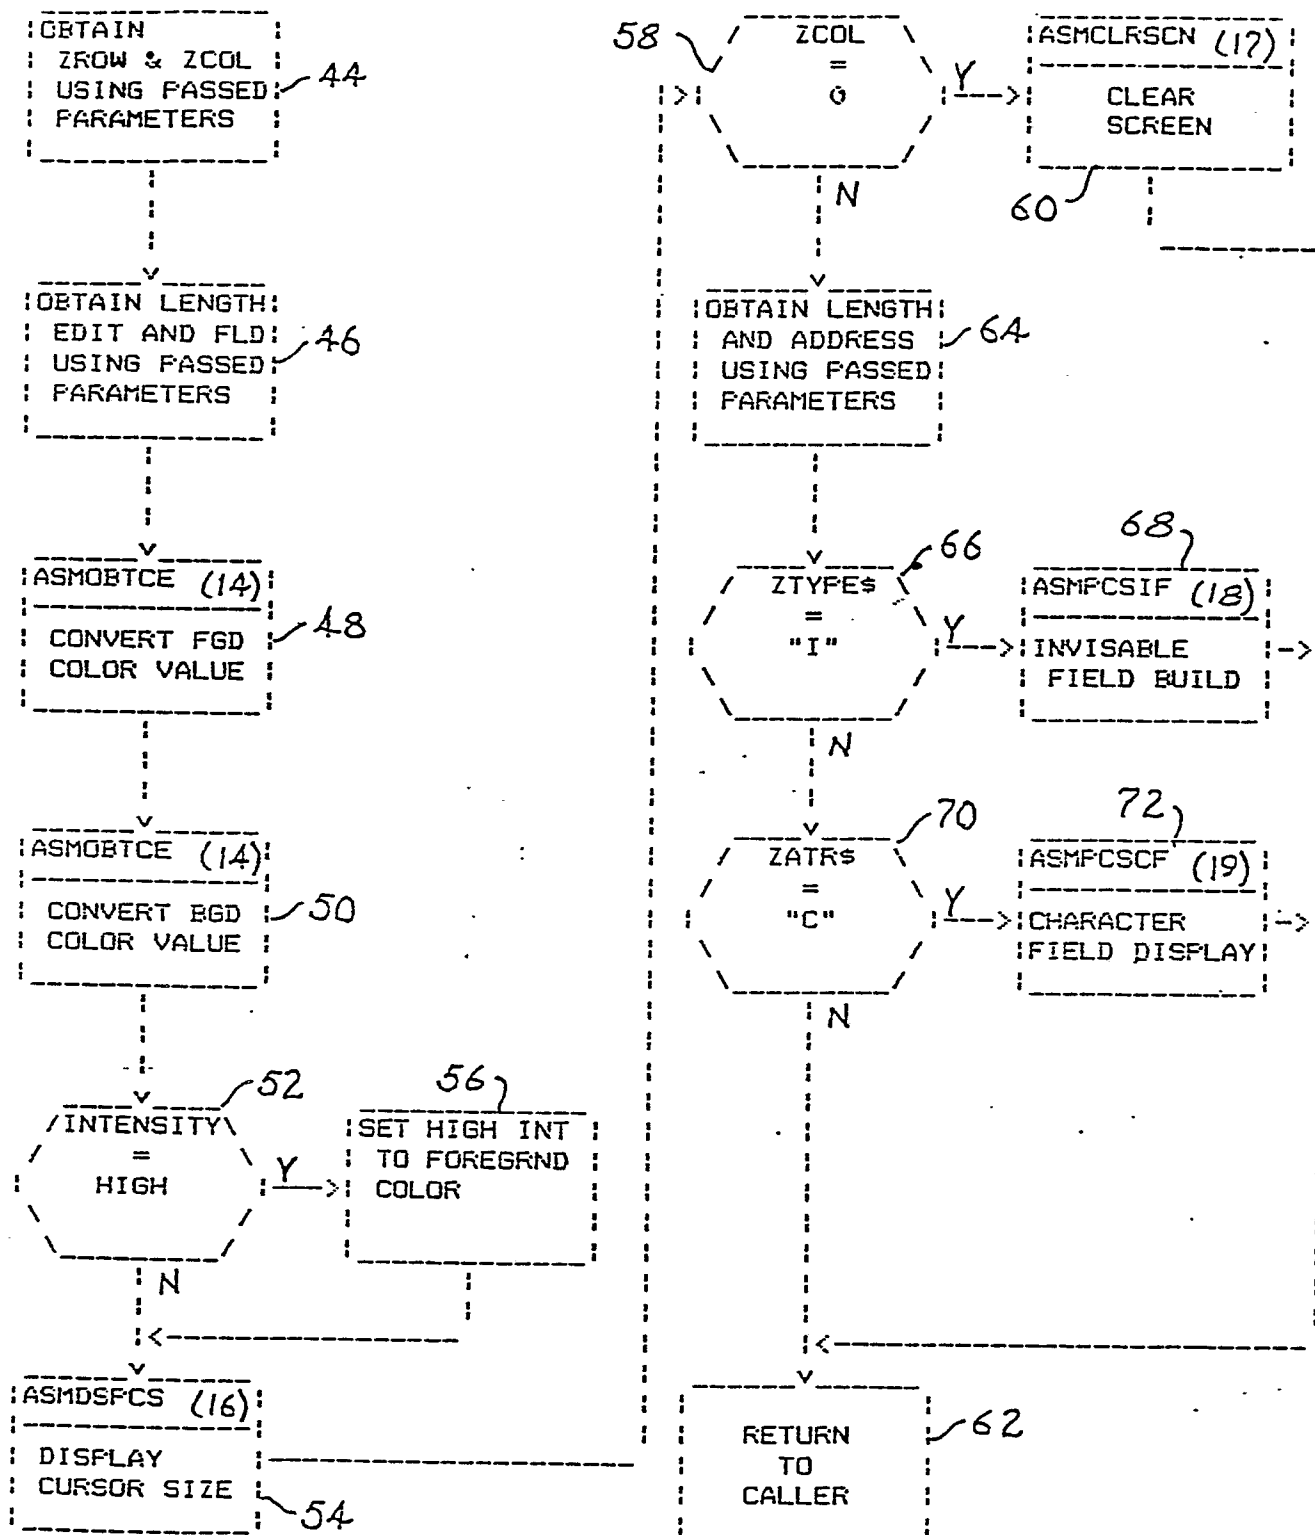 OBTAIN
ZROW & ZCOL
USING PASSED
PARAMETERS
44
OBTAIN LENGTH
EDIT AND FLD
USING PASSED
PARAMETERS
46
ASMOBTCE (14)
CONVERT FGD
COLOR VALUE
48
ASMOBTCE (14)
CONVERT BGD
COLOR VALUE
50
INTENSITY
=
HIGH
52
Y
N
56
SET HIGH INT
TO FOREGRND
COLOR
ASMDSPCS (16)
DISPLAY
CURSOR SIZE
54
58
ZCOL
=
0
Y
N
ASMCLRSCN (17)
CLEAR
SCREEN
60
OBTAIN LENGTH
AND ADDRESS
USING PASSED
PARAMETERS
64
ZTYPE$
=
"I"
66
Y
N
68
ASMPCSIF (18)
INVISABLE
FIELD BUILD
ZATR$
=
"C"
70
Y
N
72
ASMPCSCF (19)
CHARACTER
FIELD DISPLAY
RETURN
TO
CALLER
62